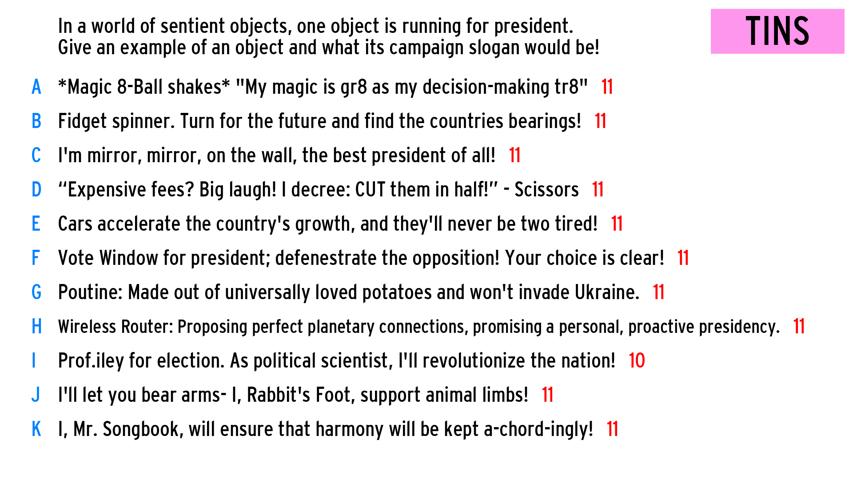 In a world of sentient objects, one object is running for president.
Give an example of an object and what its campaign slogan would be!
TINS
A *Magic 8-Ball shakes* "My magic is gr8 as my decision-making tr8" 11
B Fidget spinner. Turn for the future and find the countries bearings! 11
C I'm mirror, mirror, on the wall, the best president of all! 11
D “Expensive fees? Big laugh! I decree: CUT them in half!” - Scissors 11
E Cars accelerate the country's growth, and they'll never be two tired! 11
F Vote Window for president; defenestrate the opposition! Your choice is clear! 11
G Poutine: Made out of universally loved potatoes and won't invade Ukraine. 11
H Wireless Router: Proposing perfect planetary connections, promising a personal, proactive presidency. 11
I Prof.iley for election. As political scientist, I'll revolutionize the nation! 10
J I'll let you bear arms- I, Rabbit's Foot, support animal limbs! 11
K I, Mr. Songbook, will ensure that harmony will be kept a-chord-ingly! 11